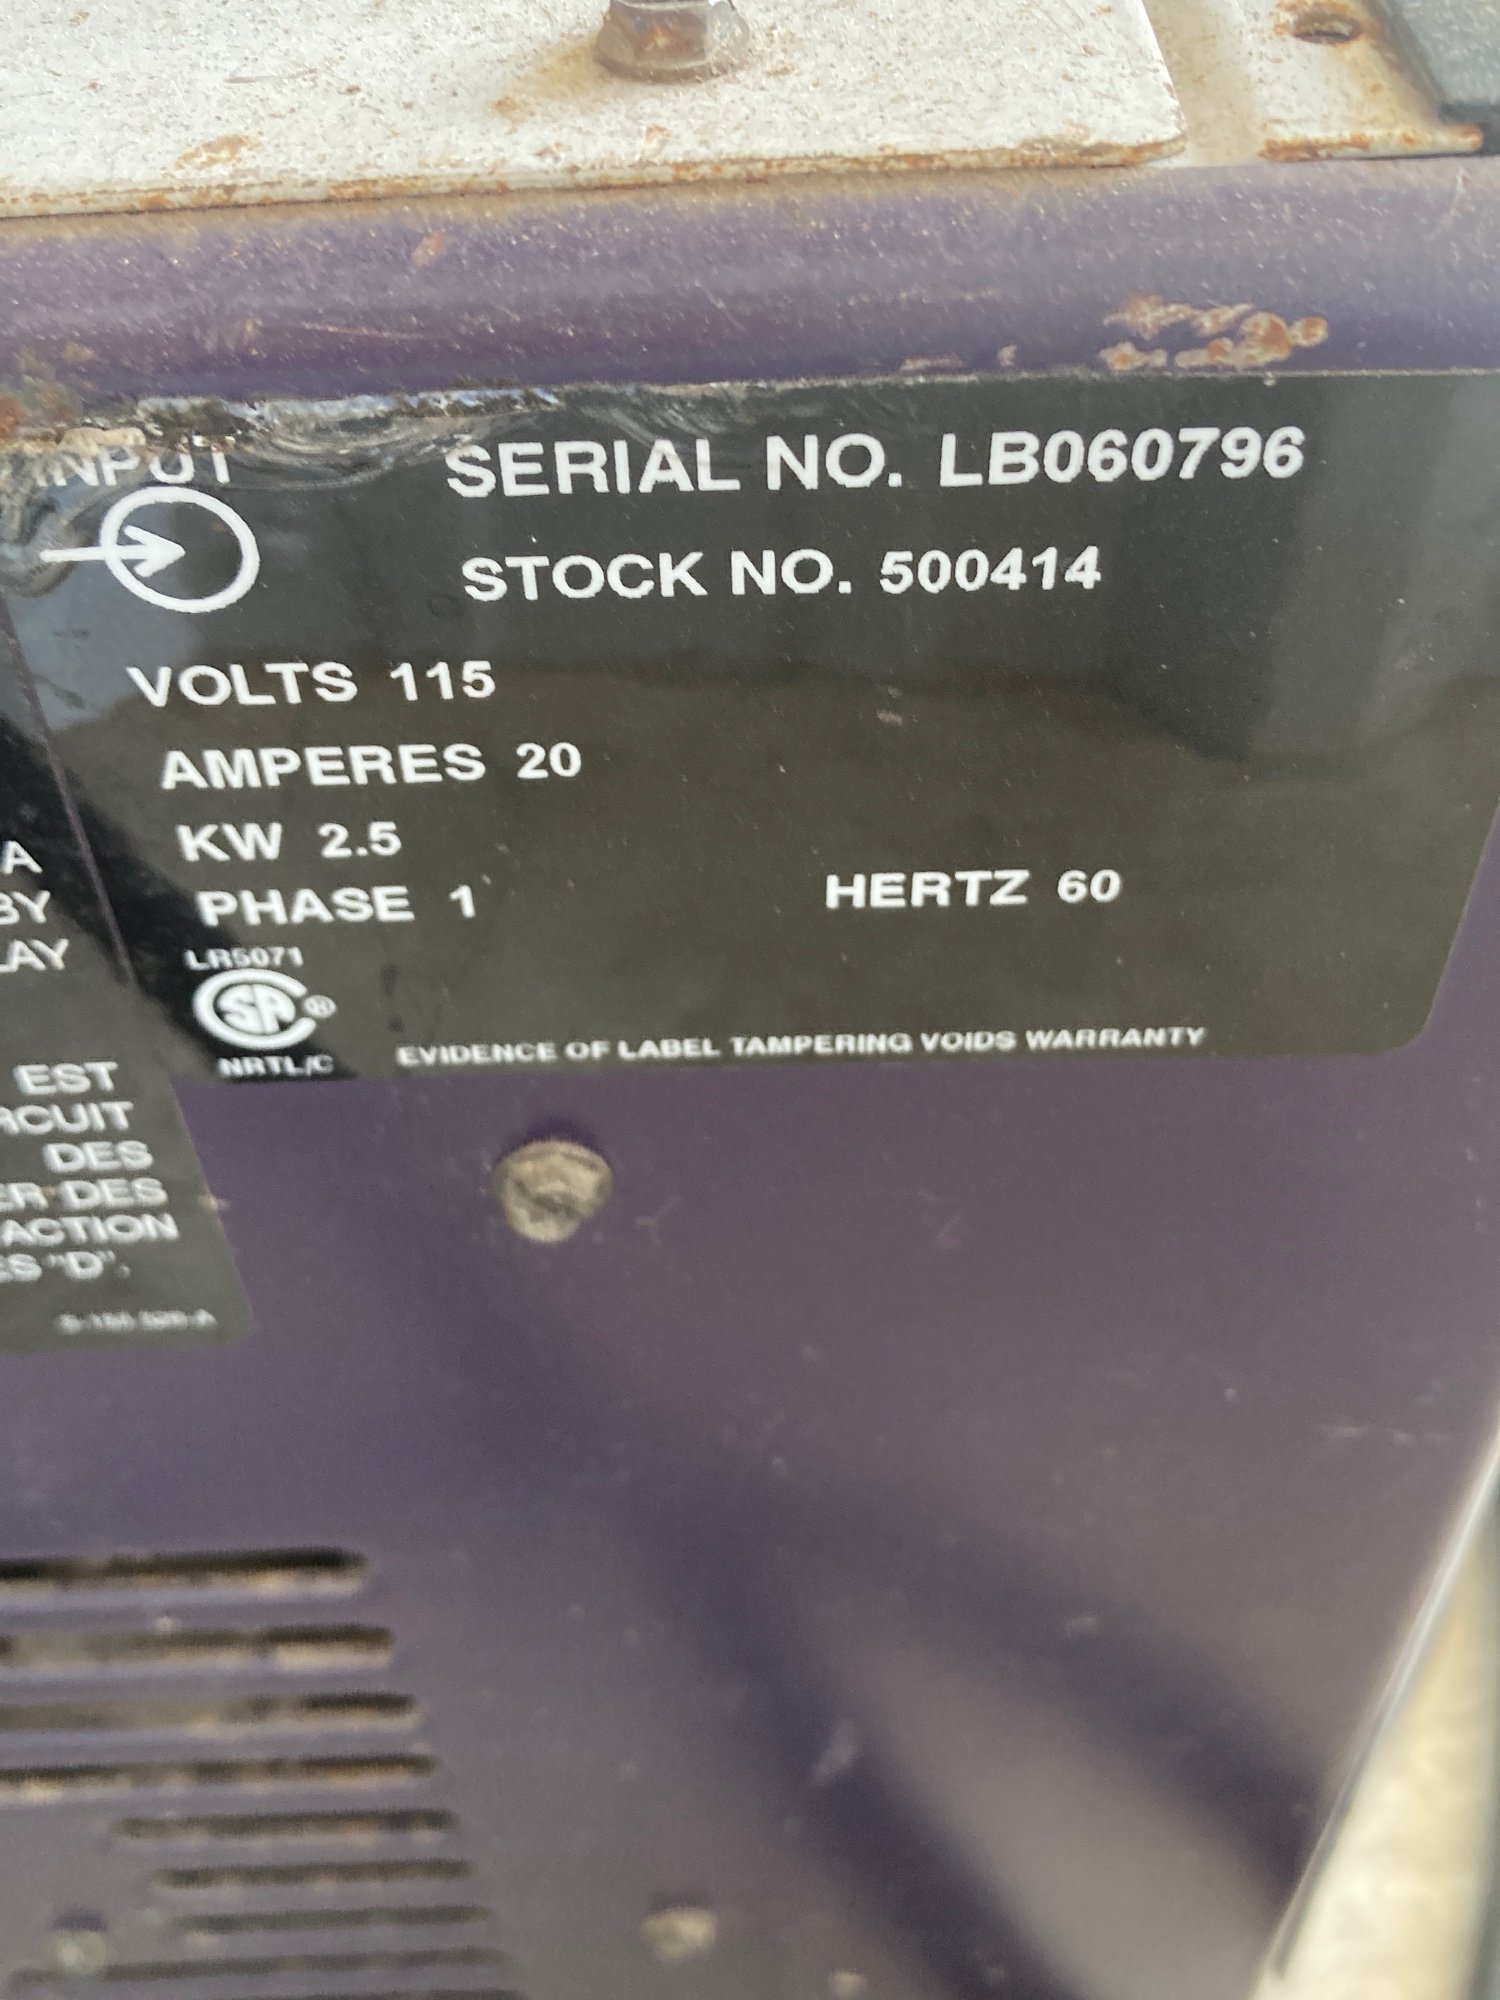 INPUT
SERIAL NO. LB060796
STOCK NO. 500414
VOLTS 115
AMPERES 20
KW 2.5
PHASE 1
HERTZ 60
LR5071
SA®
NRTL/C
EVIDENCE OF LABEL TAMPERING VOIDS WARRANTY
A
BY
LAY
EST
RCUIT
DES
ER DES
ACTION
ES "D".